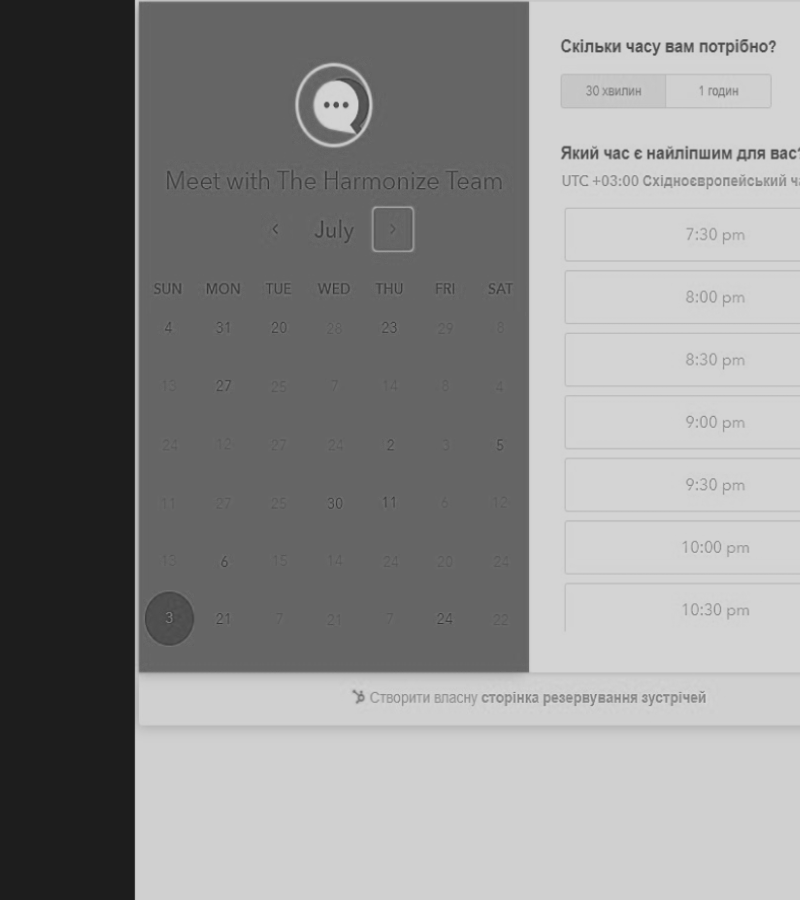 Meet with The Harmonize Team
July
SUN MON TUE WED THU FRI SAT
4 31 20 26 23 29 8
13 27 25 7 14 8 4
24 12 27 24 2 3 5
11 27 25 30 11 6 12
13 6 15 14 24 20 24
3 21 7 21 7 24 22
Скільки часу вам потрібно?
30 хвилин 1 годин
Який час є найліпшим для вас?
UTC +03:00 Східноєвропейський
7:30 pm
8:00 pm
8:30 pm
9:00 pm
9:30 pm
10:00 pm
10:30 pm
Створити власну сторінка резервування зустрічей